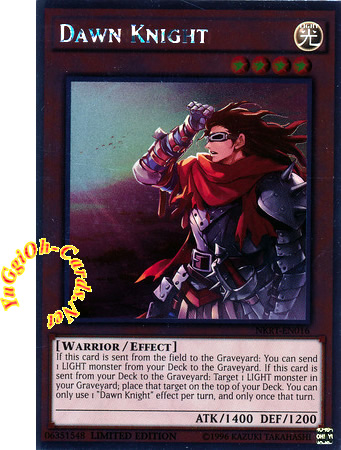 Dawn Knight
光
YuGgiOh-Cards.Net
NKRT-EN016
[Warrior / Effect]
If this card is sent from the field to the Graveyard: You can send
1 LIGHT monster from your Deck to the Graveyard. If this card is
sent from your Deck to the Graveyard: Target 1 LIGHT monster in
your Graveyard; place that target on the top of your Deck. You can
only use 1 "Dawn Knight" effect per turn, and only once that turn.
ATK/1400 DEF/1200
06351548 LIMITED EDITION ©1996 KAZUKI TAKAHASHI